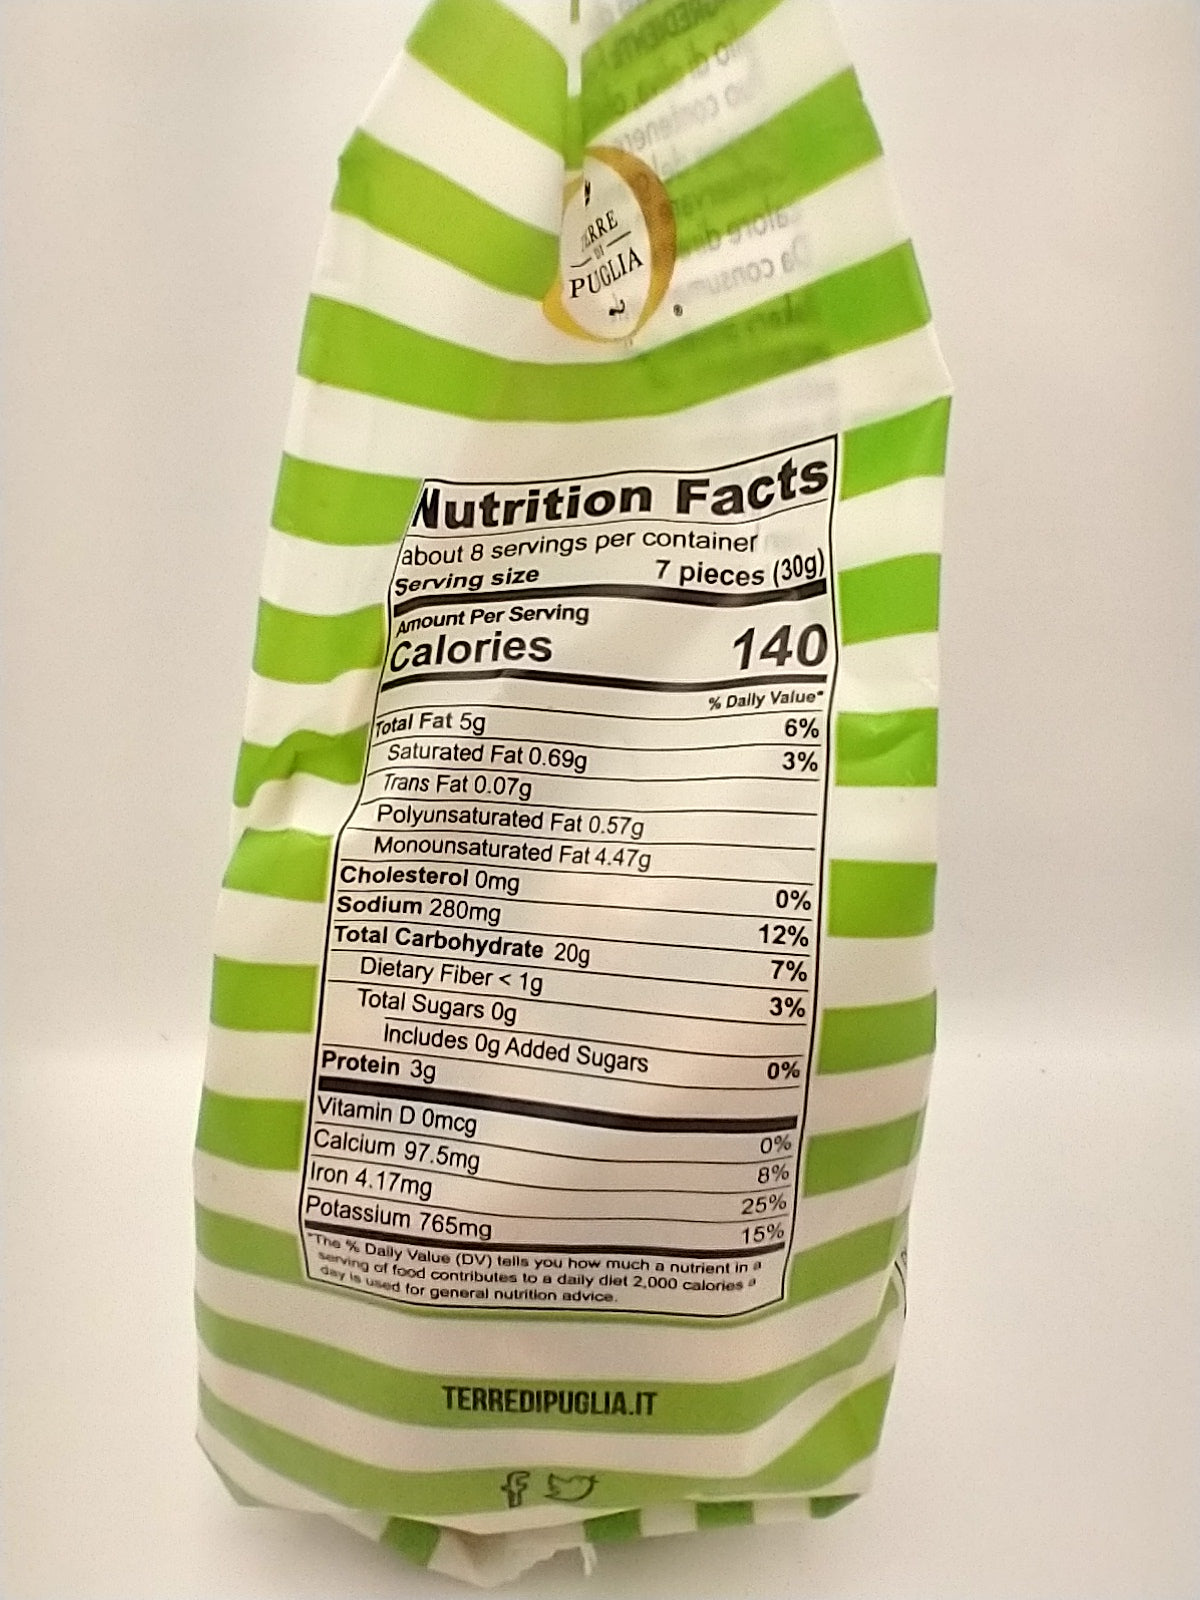 TERRE
DI
PUGLIA
®
Nutrition Facts
about 8 servings per container
Serving size 7 pieces (30g)
Amount Per Serving
Calories 140
% Daily Value*
Total Fat 5g 6%
Saturated Fat 0.69g 3%
Trans Fat 0.07g
Polyunsaturated Fat 0.57g
Monounsaturated Fat 4.47g
Cholesterol 0mg 0%
Sodium 280mg 12%
Total Carbohydrate 20g 7%
Dietary Fiber < 1g 3%
Total Sugars 0g
Includes 0g Added Sugars 0%
Protein 3g
Vitamin D 0mcg 0%
Calcium 97.5mg 8%
Iron 4.17mg 25%
Potassium 765mg 15%
*The % Daily Value (DV) tells you how much a nutrient in a
serving of food contributes to a daily diet 2,000 calories a
day is used for general nutrition advice.
TERREDIPUGLIA.IT